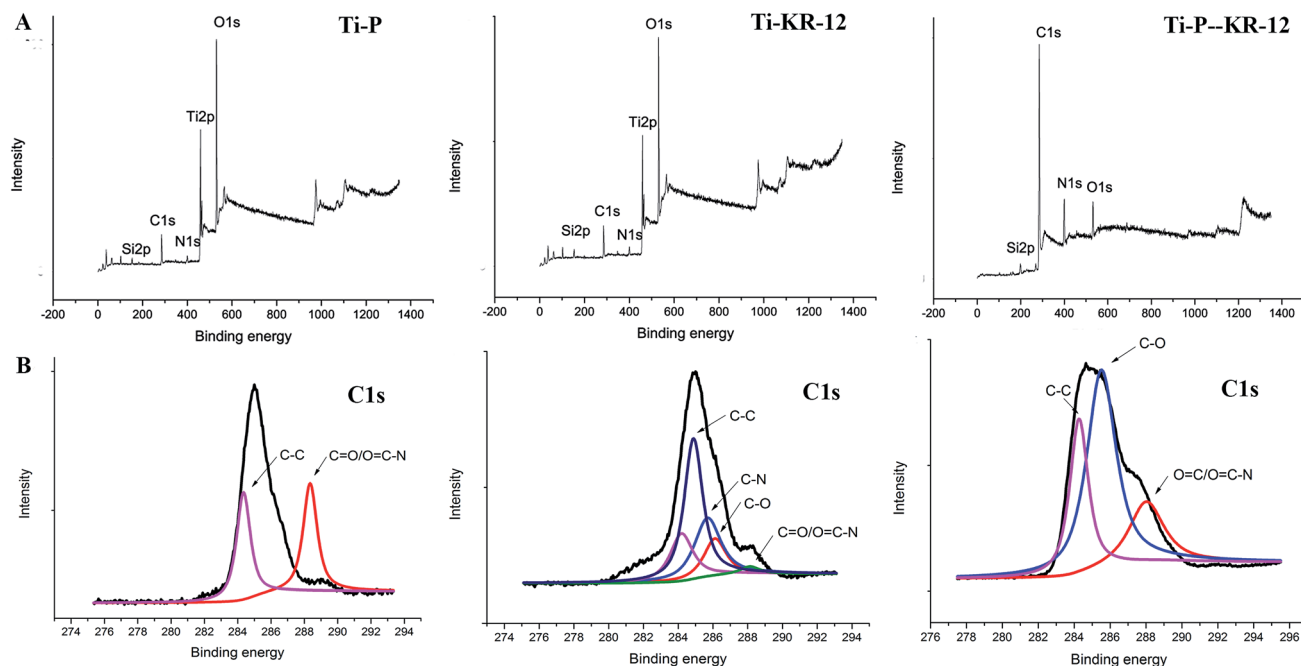 A
Ti-P
Ti-KR-12
Ti-P--KR-12
O1s
Ti2p
C1s
Si2p
N1s
Intensity
-200 0 200 400 600 800 1000 1200 1400
Binding energy
O1s
Ti2p
C1s
Si2p
N1s
Intensity
-200 0 200 400 600 800 1000 1200 1400
Binding energy
C1s
N1s
O1s
Si2p
Intensity
-200 0 200 400 600 800 1000 1200 1400
Binding energy
B
C1s
C-C
C=O/O=C-N
Intensity
274 276 278 280 282 284 286 288 290 292 294
Binding energy
C1s
C-C
C-N
C-O
C=O/O=C-N
Intensity
274 276 278 280 282 284 286 288 290 292 294
Binding energy
C-O
C1s
C-C
O=C/O=C-N
Intensity
276 278 280 282 284 286 288 290 292 294 296
Binding energy